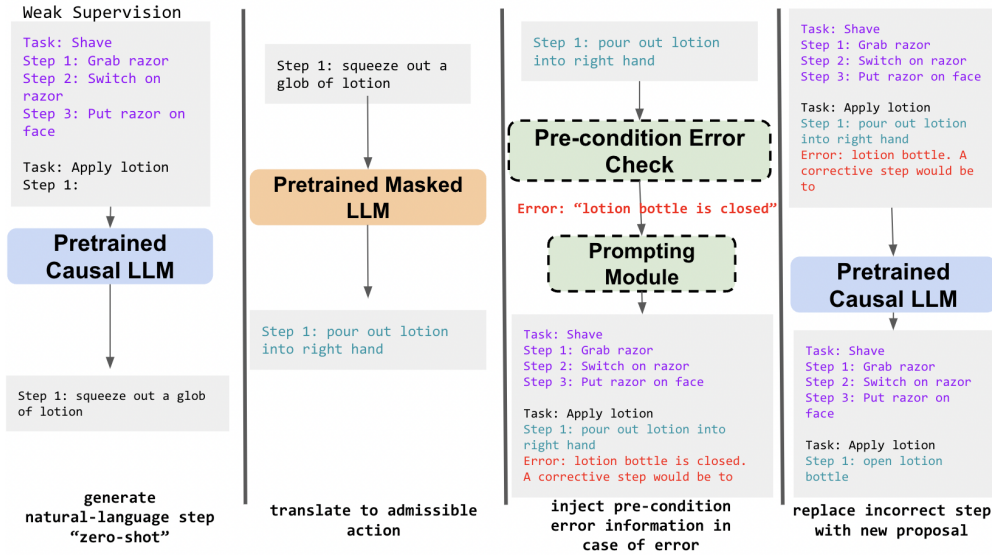 Weak Supervision
Task: Shave
Step 1: Grab razor
Step 2: Switch on
razor
Step 3: Put razor on
face
Task: Apply lotion
Step 1:
Pretrained
Causal LLM
Step 1: squeeze out a glob
of lotion
generate
natural-language step
“zero-shot”
Step 1: squeeze out a
glob of lotion
Pretrained Masked
LLM
Step 1: pour out lotion
into right hand
translate to admissible
action
Step 1: pour out lotion
into right hand
Pre-condition Error
Check
Error: “lotion bottle is closed”
Prompting
Module
Task: Shave
Step 1: Grab razor
Step 2: Switch on razor
Step 3: Put razor on face
Task: Apply lotion
Step 1: pour out lotion into
right hand
Error: lotion bottle is closed.
A corrective step would be to
inject pre-condition
error information in
case of error
Task: Shave
Step 1: Grab razor
Step 2: Switch on razor
Step 3: Put razor on face
Task: Apply lotion
Step 1: pour out lotion
into right hand
Error: lotion bottle. A
corrective step would be
to
Pretrained
Causal LLM
Task: Shave
Step 1: Grab razor
Step 2: Switch on razor
Step 3: Put razor on
face
Task: Apply lotion
Step 1: open lotion
bottle
replace incorrect step
with new proposal